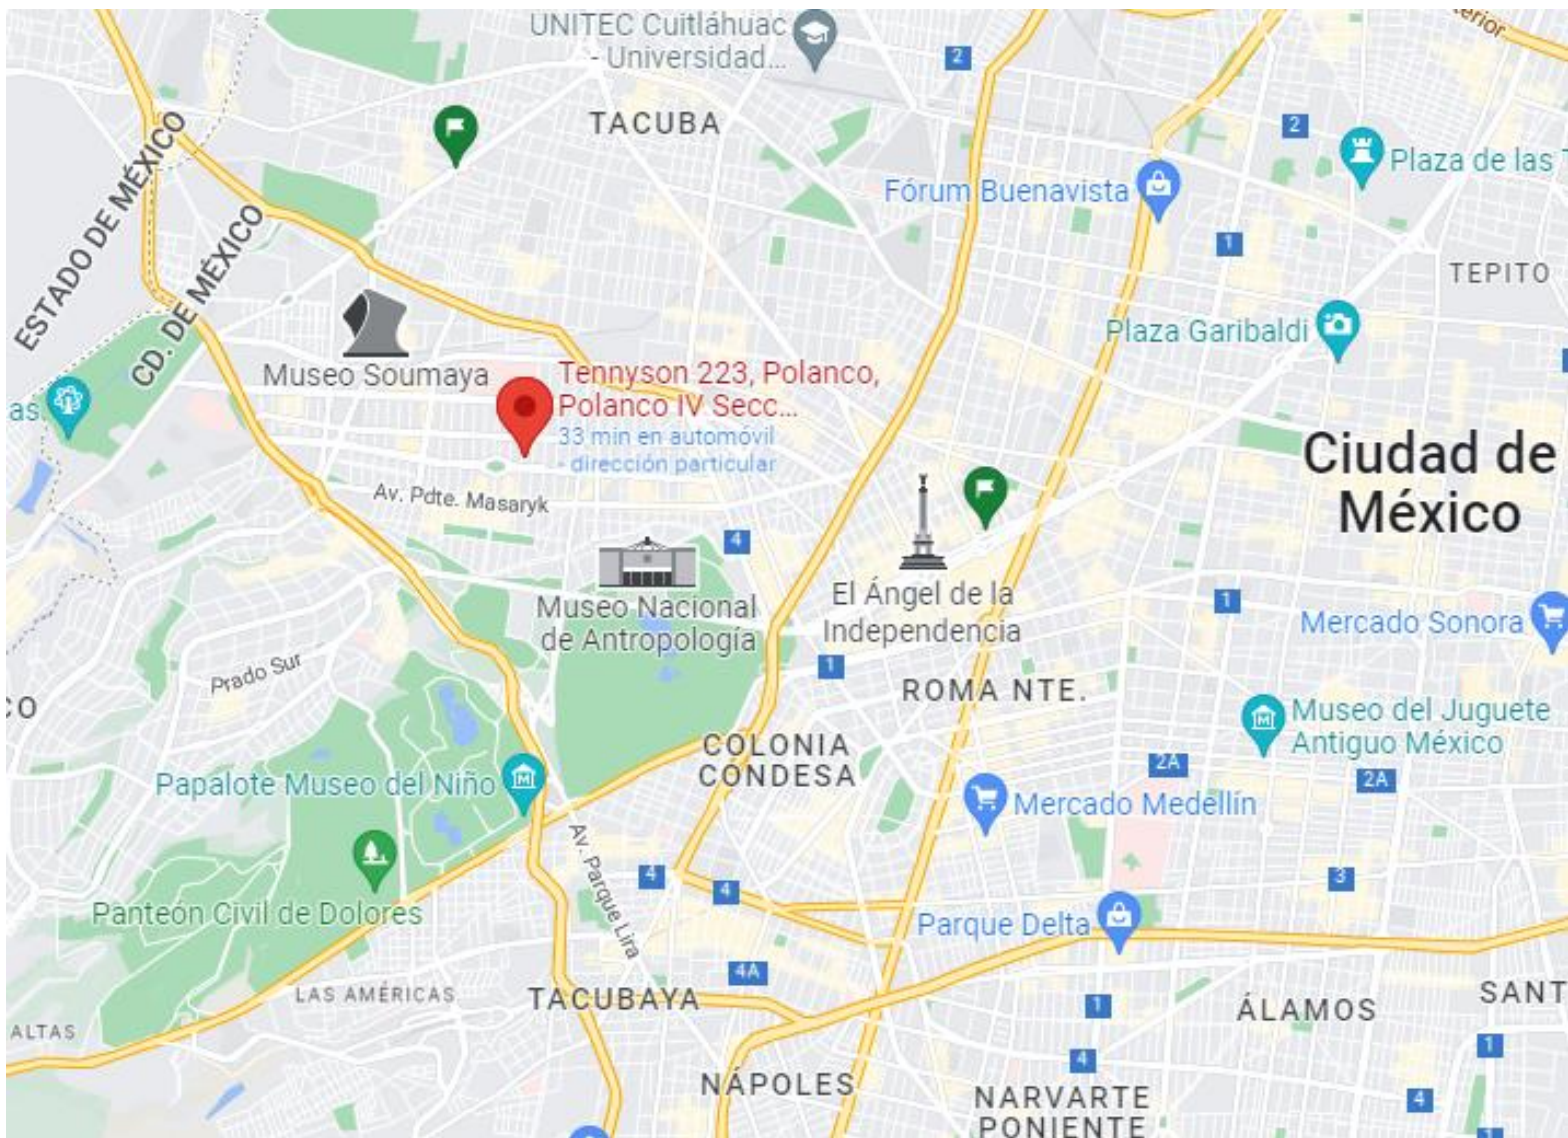 UNITEC Cuitláhuac
- Universidad...
2
TACUBA
2
Plaza de las T
Fórum Buenavista
ESTADO DE MÉXICO
CD. DE MÉXICO
1
TEPITO
Plaza Garibaldi
Museo Soumaya
Tennyson 223, Polanco,
Polanco IV Secc...
33 min en automóvil
- dirección particular
as
Ciudad de
México
Av. Pdte. Masaryk
4
Museo Nacional
de Antropología
El Ángel de la
Independencia
1
Mercado Sonora
Prado Sur
1
CO
ROMA NTE.
Museo del Juguete
Antiguo México
COLONIA
CONDESA
2A
2A
Papalote Museo del Niño
Mercado Medellín
Av. Parque Lira
4
4
3
Panteón Civil de Dolores
Parque Delta
4A
LAS AMÉRICAS
TACUBAYA
1
ÁLAMOS
SANT
ALTAS
1
4
NÁPOLES
NARVARTE
PONIENTE
4
1